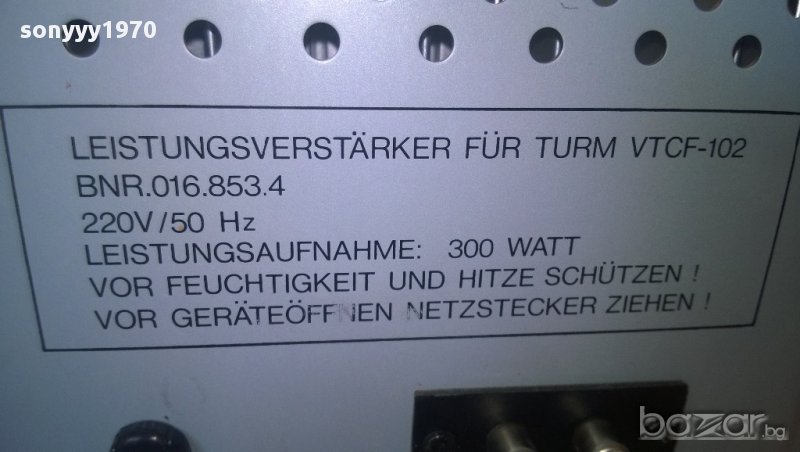 sonyyy1970
LEISTUNGSVERSTÄRKER FÜR TURM VTCF-102
BNR.016.853.4
220V/50 Hz
LEISTUNGSAUFNAHME: 300 WATT
VOR FEUCHTIGKEIT UND HITZE SCHÜTZEN !
VOR GERÄTEÖFFNEN NETZSTECKER ZIEHEN !
bazar.bg